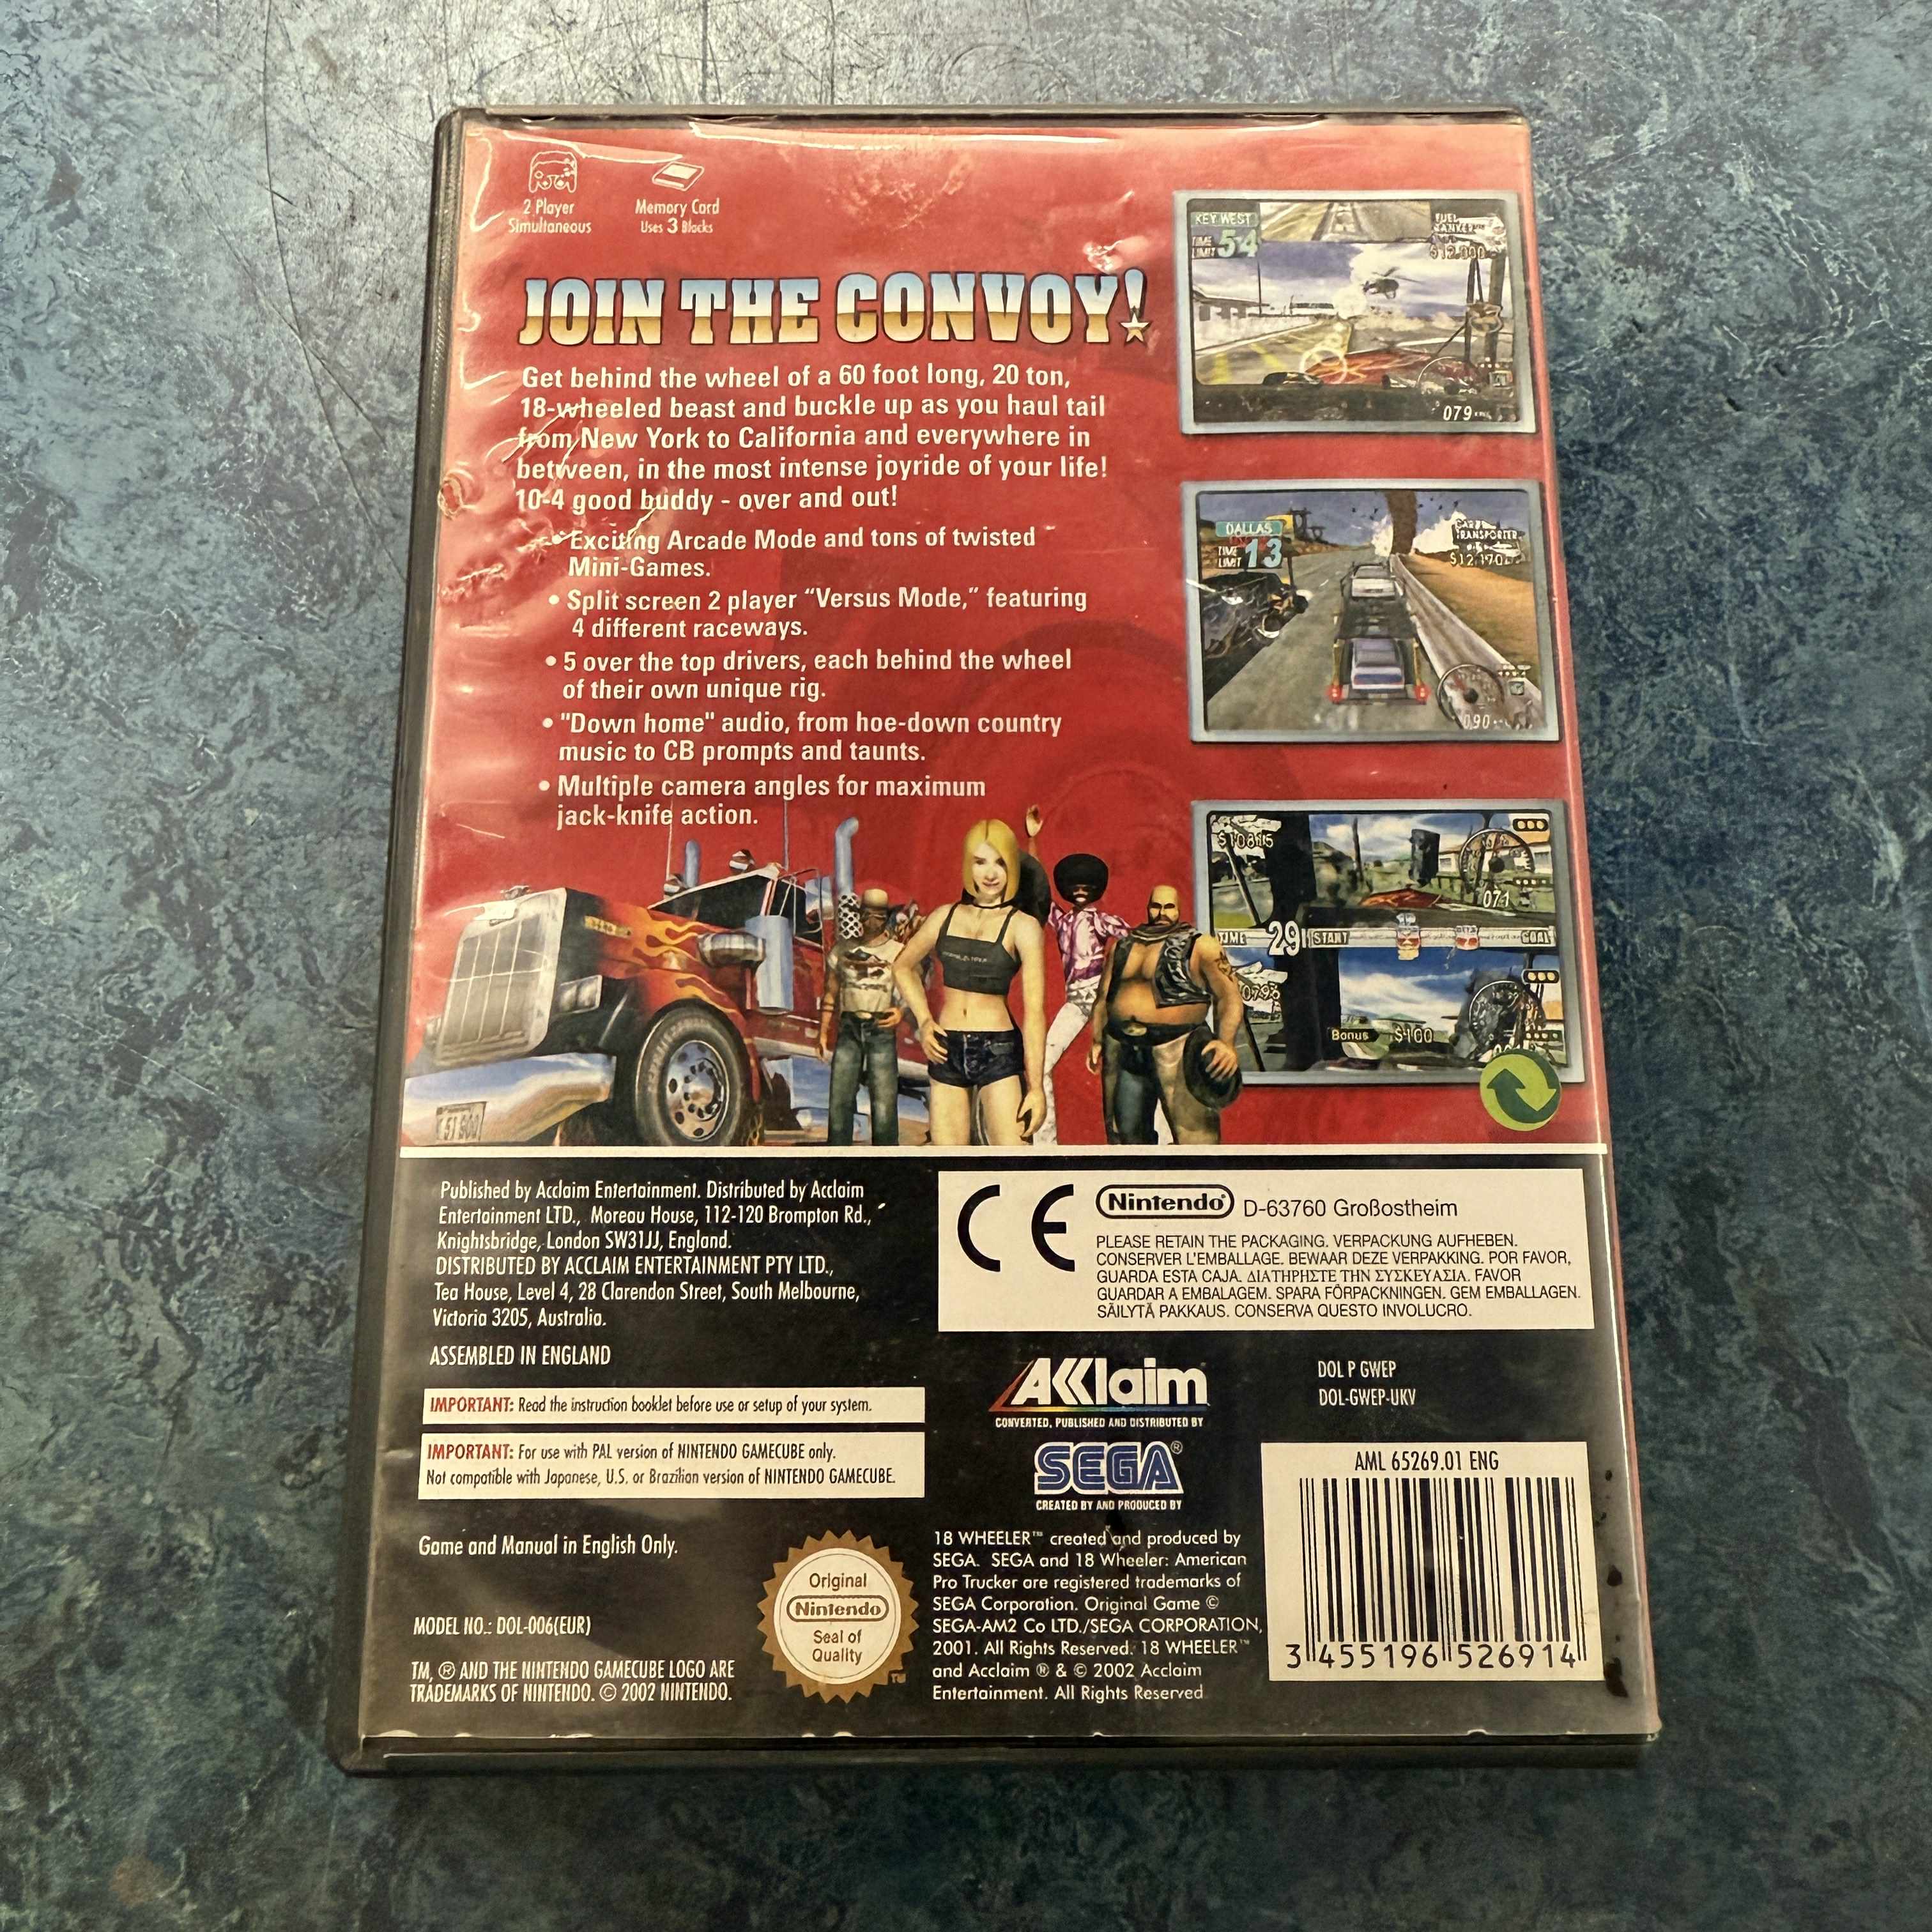 2 Player
Simultaneous
Memory Card
Uses 3 Blocks
JOIN THE CONVOY!
Get behind the wheel of a 60 foot long, 20 ton,
18-wheeled beast and buckle up as you haul tail
from New York to California and everywhere in
between, in the most intense joyride of your life!
10-4 good buddy - over and out!
• Exciting Arcade Mode and tons of twisted
Mini-Games.
• Split screen 2 player “Versus Mode,” featuring
4 different raceways.
• 5 over the top drivers, each behind the wheel
of their own unique rig.
• "Down home" audio, from hoe-down country
music to CB prompts and taunts.
• Multiple camera angles for maximum
jack-knife action.
KEY WEST
TIME
LIMIT 54
FUEL
TANKER
$12,000
079
DALLAS
TIME
LIMIT 13
CAR
TRANSPORTER
090
$10815
071
TIME 29 START GOAL
Bonus $100
Published by Acclaim Entertainment. Distributed by Acclaim
Entertainment LTD., Moreau House, 112-120 Brompton Rd.,
Knightsbridge, London SW31JJ, England.
DISTRIBUTED BY ACCLAIM ENTERTAINMENT PTY LTD.,
Tea House, Level 4, 28 Clarendon Street, South Melbourne,
Victoria 3205, Australia.
ASSEMBLED IN ENGLAND
IMPORTANT: Read the instruction booklet before use or setup of your system.
IMPORTANT: For use with PAL version of NINTENDO GAMECUBE only.
Not compatible with Japanese, U.S. or Brazilian version of NINTENDO GAMECUBE.
Game and Manual in English Only.
MODEL NO.: DOL-006(EUR)
TM, ® AND THE NINTENDO GAMECUBE LOGO ARE
TRADEMARKS OF NINTENDO. © 2002 NINTENDO.
Original
Nintendo
Seal of
Quality
TM
CE
Nintendo® D-63760 Großostheim
PLEASE RETAIN THE PACKAGING. VERPACKUNG AUFHEBEN.
CONSERVER L'EMBALLAGE. BEWAAR DEZE VERPAKKING. POR FAVOR,
GUARDA ESTA CAJA. ΔΙΑΤΗΡΗΣΤΕ ΤΗΝ ΣΥΣΚΕΥΑΣΙΑ. FAVOR
GUARDAR A EMBALAGEM. SPARA FÖRPACKNINGEN. GEM EMBALLAGEN.
SÄILYTÄ PAKKAUS. CONSERVA QUESTO INVOLUCRO.
AKKlaim
CONVERTED, PUBLISHED AND DISTRIBUTED BY
SEGA®
CREATED BY AND PRODUCED BY
DOL P GWEP
DOL-GWEP-UKV
18 WHEELER™ created and produced by
SEGA. SEGA and 18 Wheeler: American
Pro Trucker are registered trademarks of
SEGA Corporation. Original Game ©
SEGA-AM2 Co LTD./SEGA CORPORATION,
2001. All Rights Reserved. 18 WHEELER™
and Acclaim ® & © 2002 Acclaim
Entertainment. All Rights Reserved
AML 65269.01 ENG
3 455196 526914